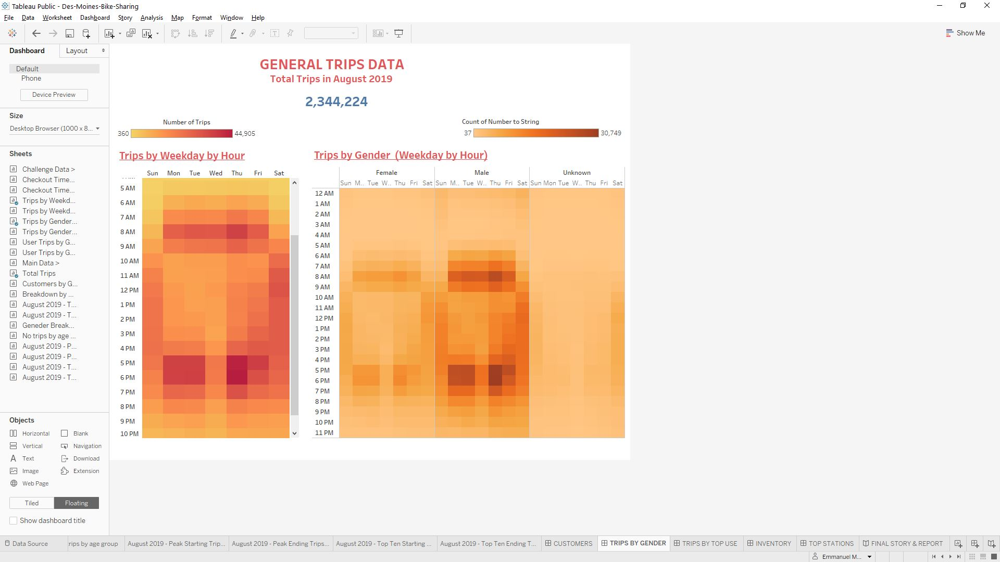 Tableau Public - Des-Moines-Bike-Sharing
File Data Worksheet Dashboard Story Analysis Map Format Window Help
Show Me
Dashboard Layout
Default
Phone
Device Preview
Size
Desktop Browser (1000 x 8...
Sheets
Challenge Data >
Checkout Time...
Checkout Time...
Trips by Weekd...
Trips by Weekd...
Trips by Gender...
Trips by Gender...
User Trips by G...
User Trips by G...
Main Data >
Total Trips
Customers by G...
Breakdown by ...
August 2019 - T...
August 2019 - T...
Geneder Break...
No trips by age ...
August 2019 - P...
August 2019 - P...
August 2019 - T...
August 2019 - T...
Objects
Horizontal Blank
Vertical Navigation
Text Download
Image Extension
Web Page
Tiled Floating
Show dashboard title
GENERAL TRIPS DATA
Total Trips in August 2019
2,344,224
Number of Trips
360 44,905
Count of Number to String
37 30,749
Trips by Weekday by Hour
Sun Mon Tue Wed Thu Fri Sat
5 AM
6 AM
7 AM
8 AM
9 AM
10 AM
11 AM
12 PM
1 PM
2 PM
3 PM
4 PM
5 PM
6 PM
7 PM
8 PM
9 PM
10 PM
Trips by Gender (Weekday by Hour)
Female Male Unknown
Sun M.. Tue W.. Thu Fri Sat Sun M.. Tue W.. Thu Fri Sat Sun Mon Tue W.. Thu Fri Sat
12 AM
1 AM
2 AM
3 AM
4 AM
5 AM
6 AM
7 AM
8 AM
9 AM
10 AM
11 AM
12 PM
1 PM
2 PM
3 PM
4 PM
5 PM
6 PM
7 PM
8 PM
9 PM
10 PM
11 PM
Data Source rips by age group August 2019 - Peak Starting Trip... August 2019 - Peak Ending Trips... August 2019 - Top Ten Starting ... August 2019 - Top Ten Ending T... CUSTOMERS TRIPS BY GENDER TRIPS BY TOP USE INVENTORY TOP STATIONS FINAL STORY & REPORT
Emmanuel M...